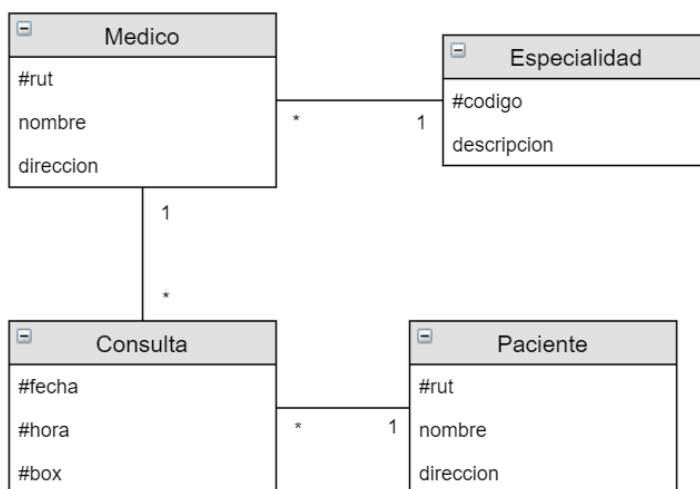 Medico
#rut
nombre
direccion
Especialidad
#codigo
descripcion
* 1
1
*
Consulta
#fecha
#hora
#box
* 1
Paciente
#rut
nombre
direccion